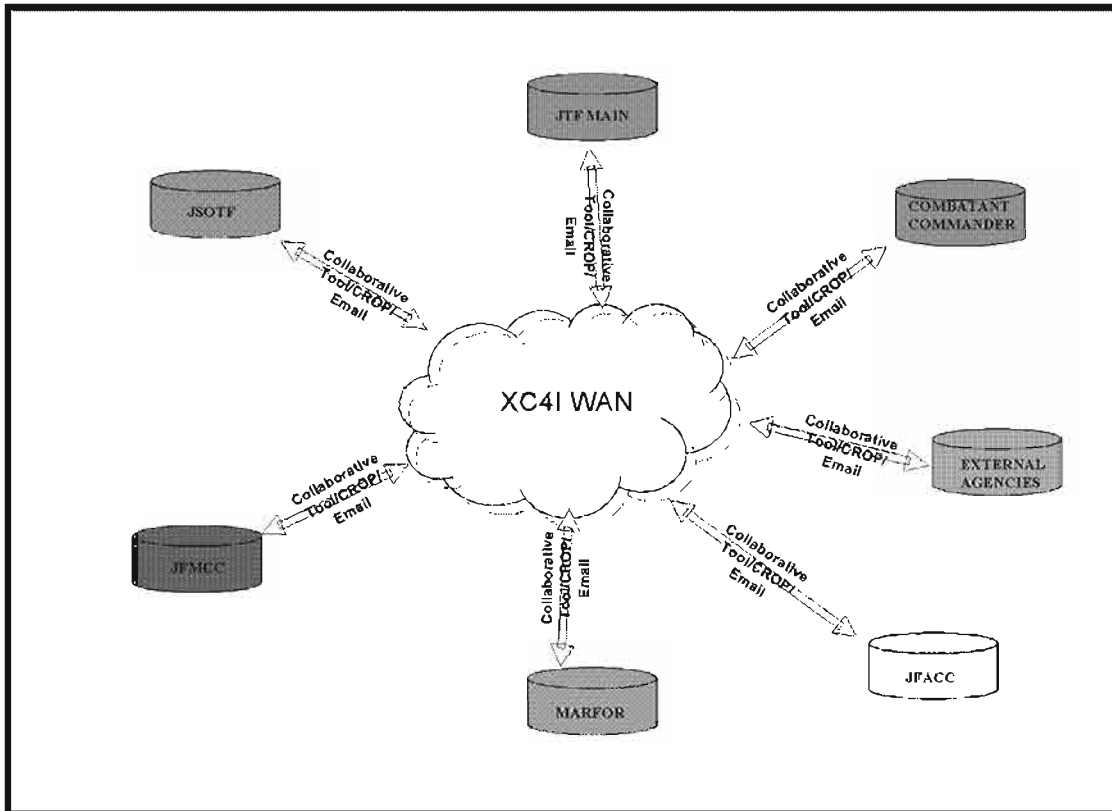 JTF MAIN
JSOTF
COMBATANT
COMMANDER
Collaborative
Tool/CROP/
Email
Collaborative
Tool/CROP/
Email
Collaborative
Tool/CROP/
Email
XC4I WAN
Collaborative
Tool/CROP/
Email
EXTERNAL
AGENCIES
Collaborative
Tool/CROP/
Email
JFMCC
Collaborative
Tool/CROP/
Email
Collaborative
Tool/CROP/
Email
JFACC
MARFOR